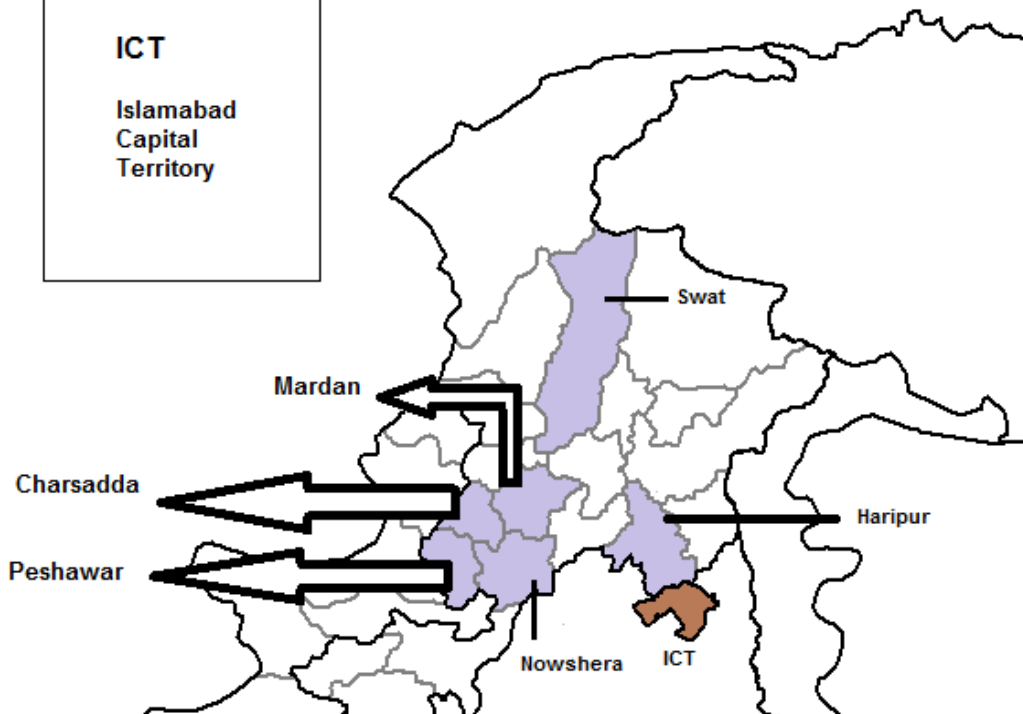 ICT
Islamabad
Capital
Territory
Swat
Mardan
Charsadda
Haripur
Peshawar
Nowshera
ICT